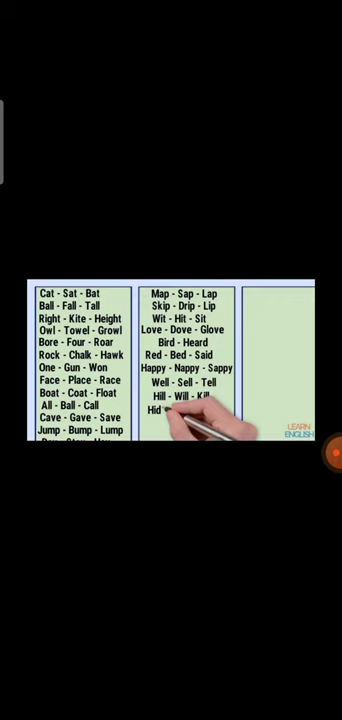 Cat - Sat - Bat
Ball - Fall - Tall
Right - Kite - Height
Owl - Towel - Growl
Bore - Four - Roar
Rock - Chalk - Hawk
One - Gun - Won
Face - Place - Race
Boat - Coat - Float
All - Ball - Call
Cave - Gave - Save
Jump - Bump - Lump
Map - Sap - Lap
Skip - Drip - Lip
Wit - Hit - Sit
Love - Dove - Glove
Bird - Heard
Red - Bed - Said
Happy - Nappy - Sappy
Well - Sell - Tell
Hill - Will - Kill
Hid
LEARN
ENGLISH